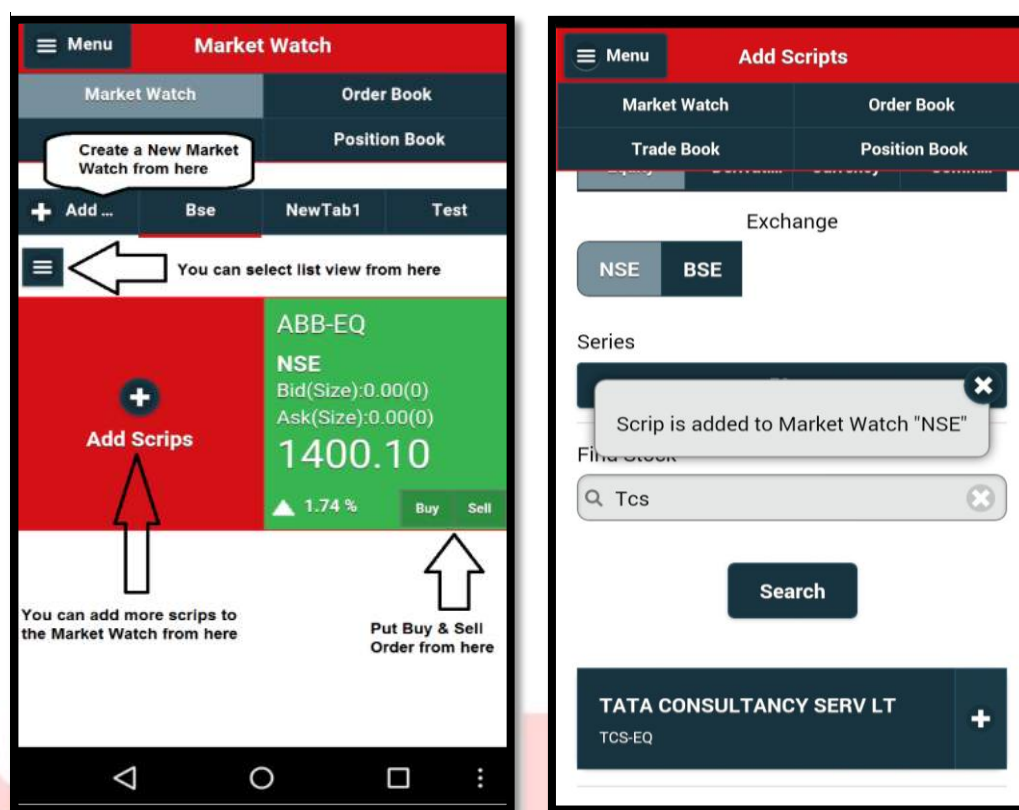 Menu
Market Watch
Market Watch
Order Book
Position Book
Create a New Market
Watch from here
Add ...
Bse
NewTab1
Test
You can select list view from here
Add Scrips
ABB-EQ
NSE
Bid(Size):0.00(0)
Ask(Size):0.00(0)
1400.10
1.74 %
Buy
Sell
You can add more scrips to
the Market Watch from here
Put Buy & Sell
Order from here
Menu
Add Scripts
Market Watch
Order Book
Trade Book
Position Book
Exchange
NSE
BSE
Series
Scrip is added to Market Watch "NSE"
Find Stock
Tcs
Search
TATA CONSULTANCY SERV LT
TCS-EQ